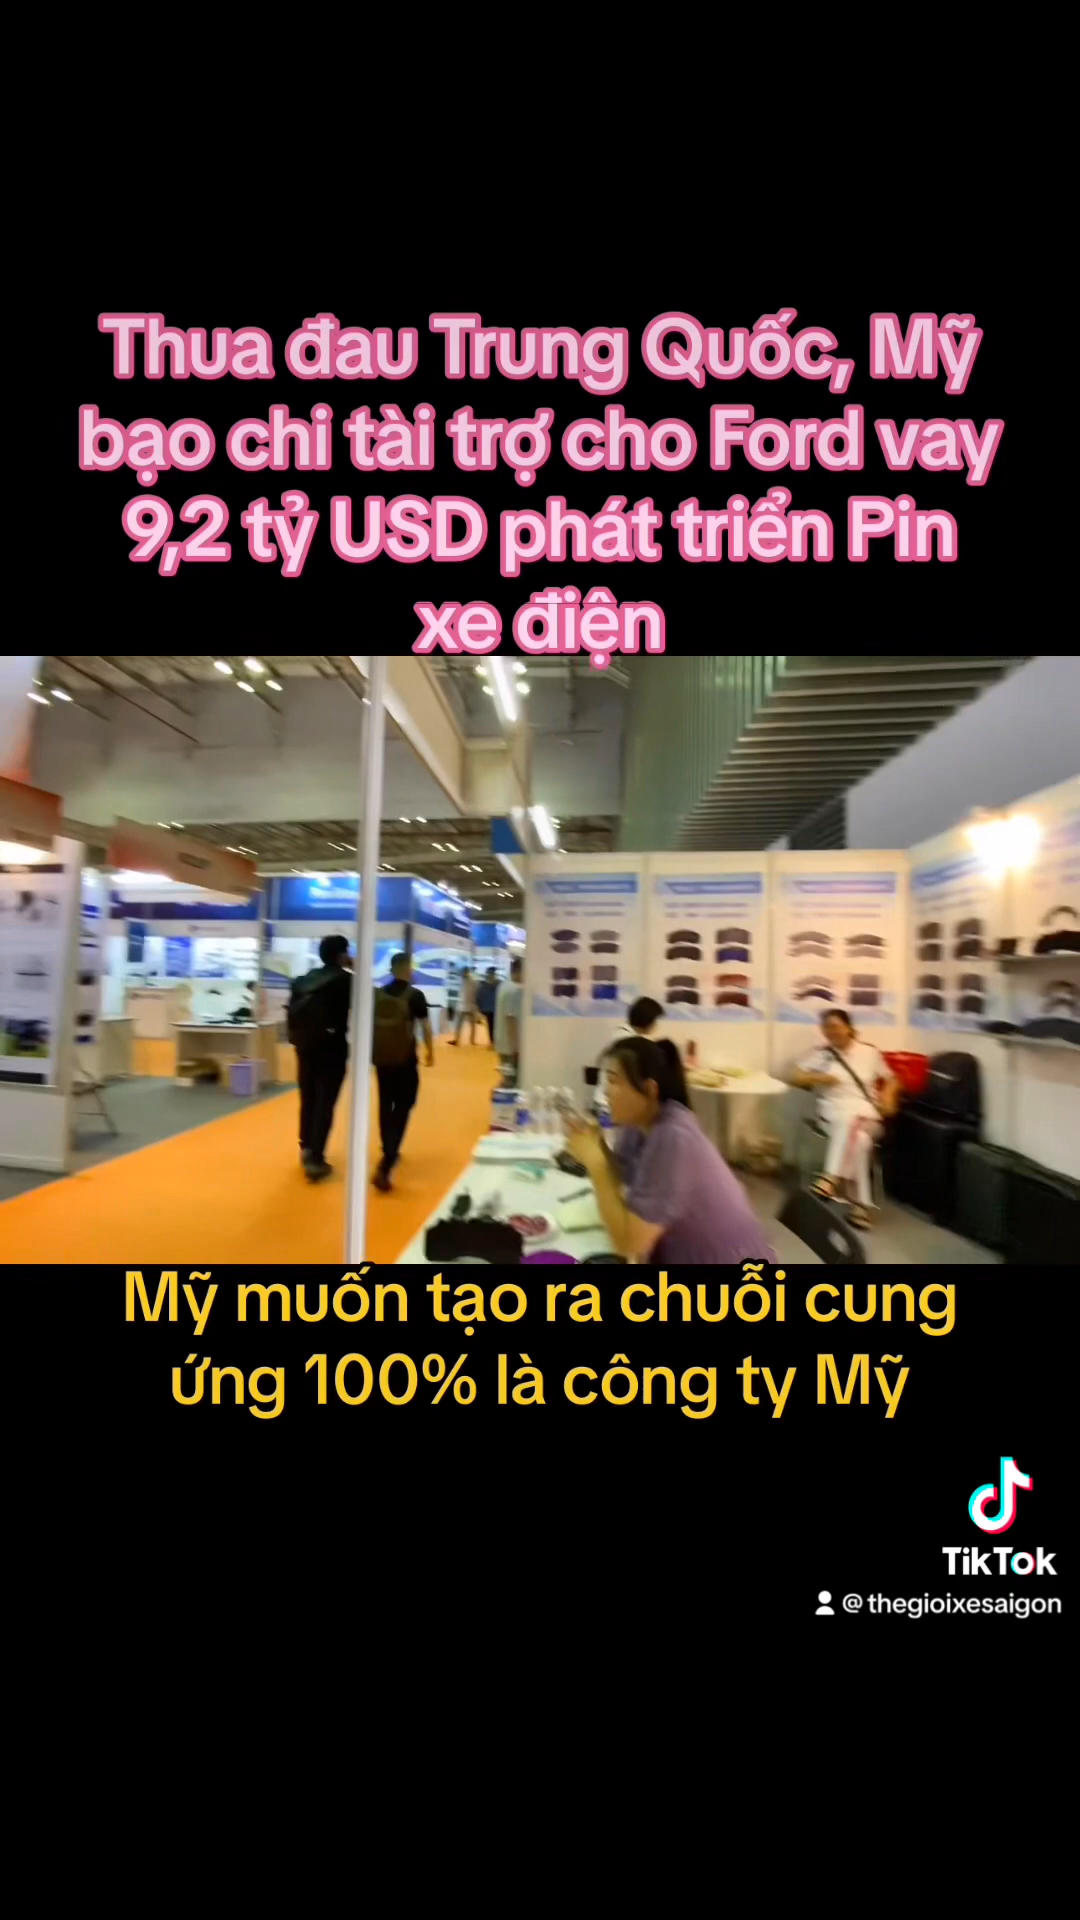 Thua đau Trung Quốc, Mỹ
bạo chi tài trợ cho Ford vay
9,2 tỷ USD phát triển Pin
xe điện
Mỹ muốn tạo ra chuỗi cung
ứng 100% là công ty Mỹ
TikTok
@thegioixesaigon